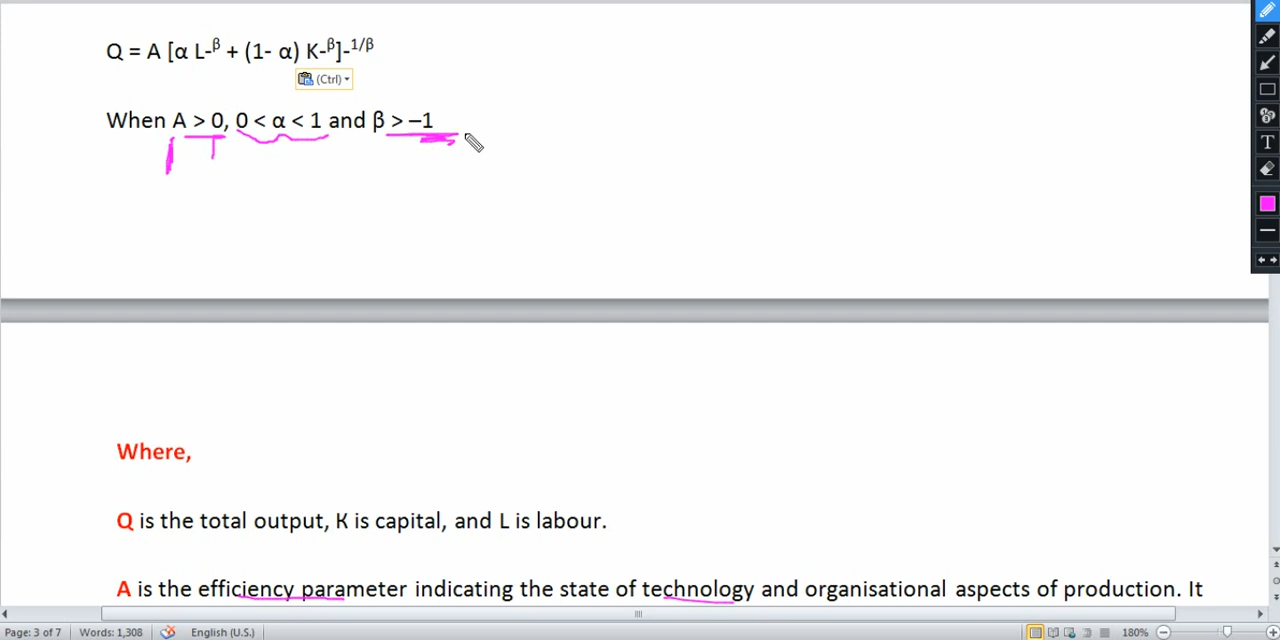 Q = A [α L-ᵝ + (1- α) K-ᵝ]-¹/ᵝ
(Ctrl)
When A > 0, 0 < α < 1 and β > –1
T
Where,
Q is the total output, K is capital, and L is labour.
A is the efficiency parameter indicating the state of technology and organisational aspects of production. It
Page: 3 of 7 Words: 1,308 English (U.S.) 180%